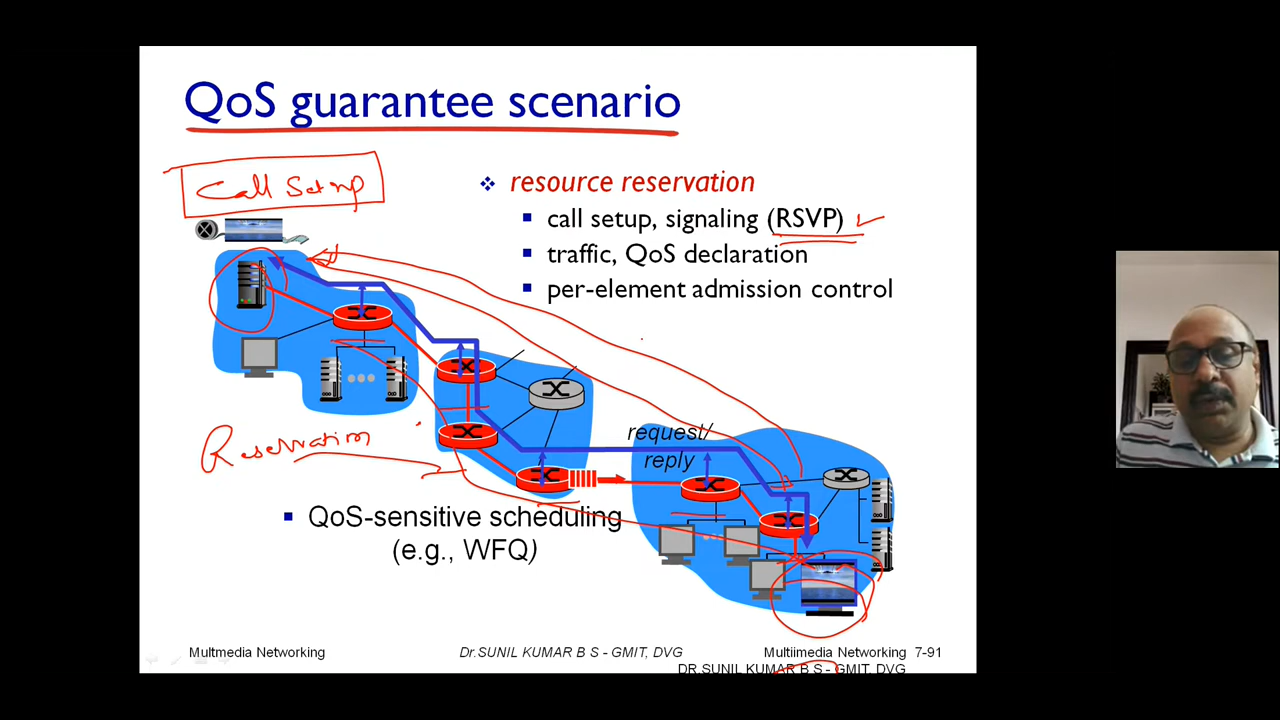 QoS guarantee scenario
Call Setup
resource reservation
call setup, signaling (RSVP)
traffic, QoS declaration
per-element admission control
request/
reply
Reservation
QoS-sensitive scheduling
(e.g., WFQ)
Multmedia Networking
Dr.SUNIL KUMAR B S - GMIT, DVG
Multiimedia Networking 7-91
DR.SUNIL KUMAR B S - GMIT, DVG